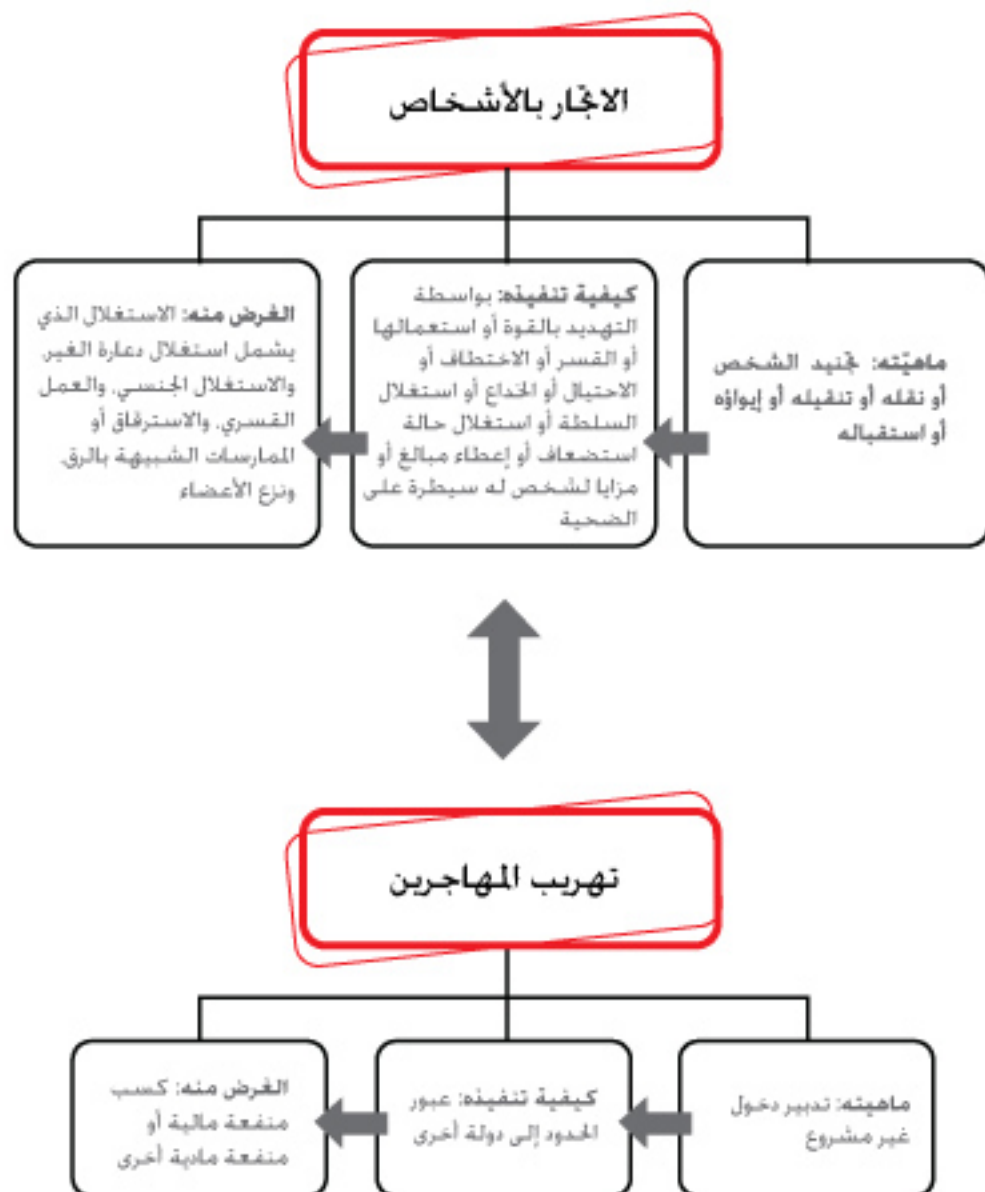 الاتجّار بالأشخاص
ماهيّته: تجنيد الشخص
أو نقله أو تنقيله أو إيواؤه
أو استقباله
كيفية تنفيذه: بواسطة
التهديد بالقوة أو استعمالها
أو القسر أو الاختطاف أو
الاحتيال أو الخداع أو استغلال
السلطة أو استغلال حالة
استضعاف أو إعطاء مبالغ أو
مزايا لشخص له سيطرة على
الضحية
الغرض منه: الاستغلال الذي
يشمل استغلال دعارة الغير
والاستغلال الجنسي، والعمل
القسري، والاسترقاق أو
الممارسات الشبيهة بالرق،
ونزع الأعضاء
تهريب المهاجرين
ماهيته: تدبير دخول
غير مشروع
كيفية تنفيذه: عبور
الحدود إلى دولة أخرى
الغرض منه: كسب
منفعة مالية أو
منفعة مادية أخرى